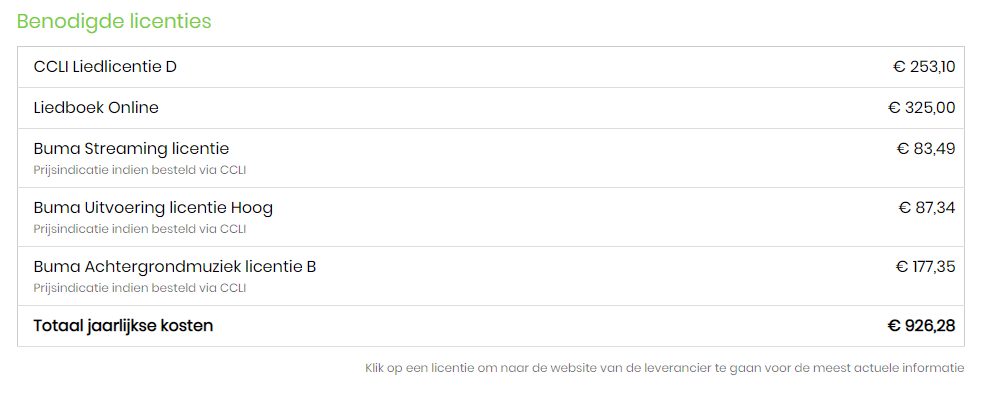 Benodigde licenties
CCLI Liedlicentie D € 253,10
Liedboek Online € 325,00
Buma Streaming licentie € 83,49
Prijsindicatie indien besteld via CCLI
Buma Uitvoering licentie Hoog € 87,34
Prijsindicatie indien besteld via CCLI
Buma Achtergrondmuziek licentie B € 177,35
Prijsindicatie indien besteld via CCLI
Totaal jaarlijkse kosten € 926,28
Klik op een licentie om naar de website van de leverancier te gaan voor de meest actuele informatie